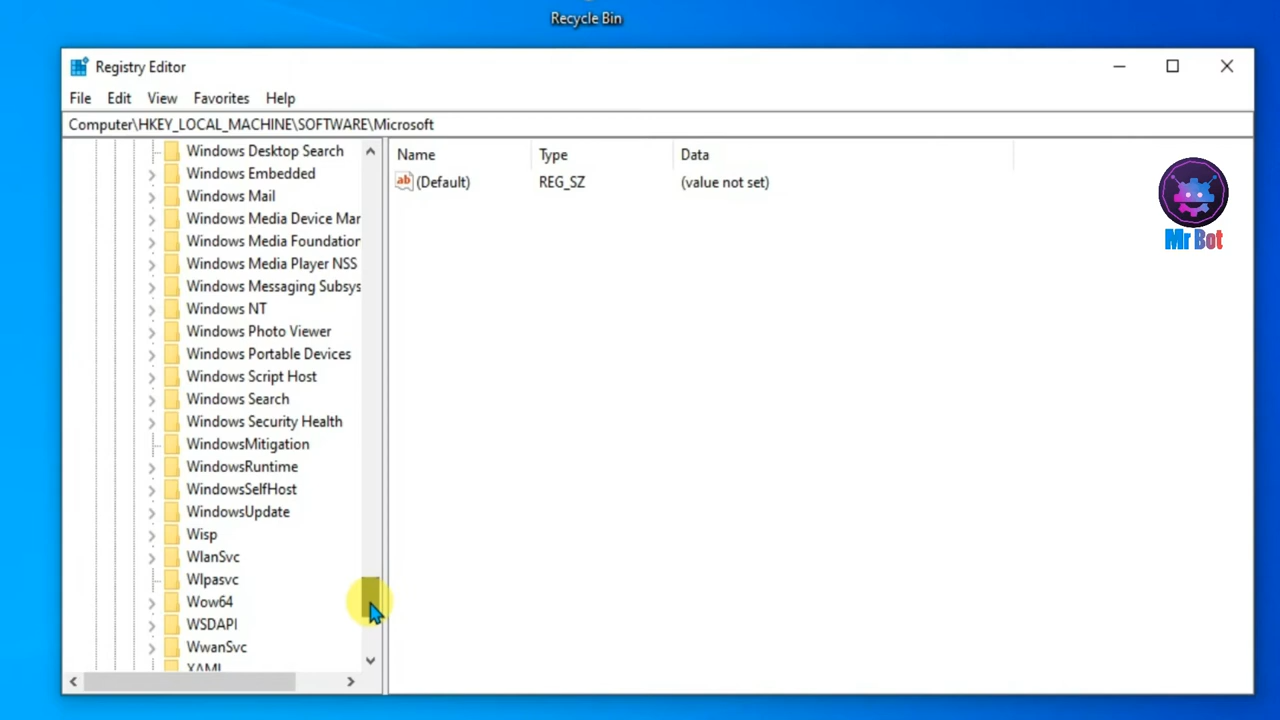 Recycle Bin
Registry Editor
File Edit View Favorites Help
Computer\HKEY_LOCAL_MACHINE\SOFTWARE\Microsoft
Name Type Data
(Default) REG_SZ (value not set)
ab
Windows Desktop Search
Windows Embedded
Windows Mail
Windows Media Device Mar
Windows Media Foundation
Windows Media Player NSS
Windows Messaging Subsys
Windows NT
Windows Photo Viewer
Windows Portable Devices
Windows Script Host
Windows Search
Windows Security Health
WindowsMitigation
WindowsRuntime
WindowsSelfHost
WindowsUpdate
Wisp
WlanSvc
Wlpasvc
Wow64
WSDAPI
WwanSvc
XAML
Mr Bot